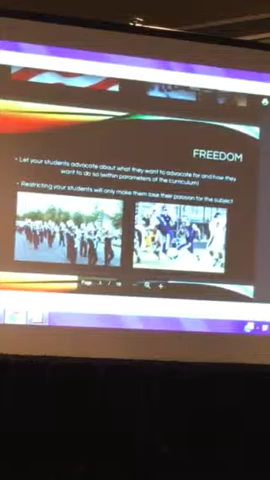 FREEDOM
• Let your students advocate about what they want to advocate for and how they
want to do so (within parameters of the curriculum)
• Restricting your students will only make them lose their passion for the subject
Page